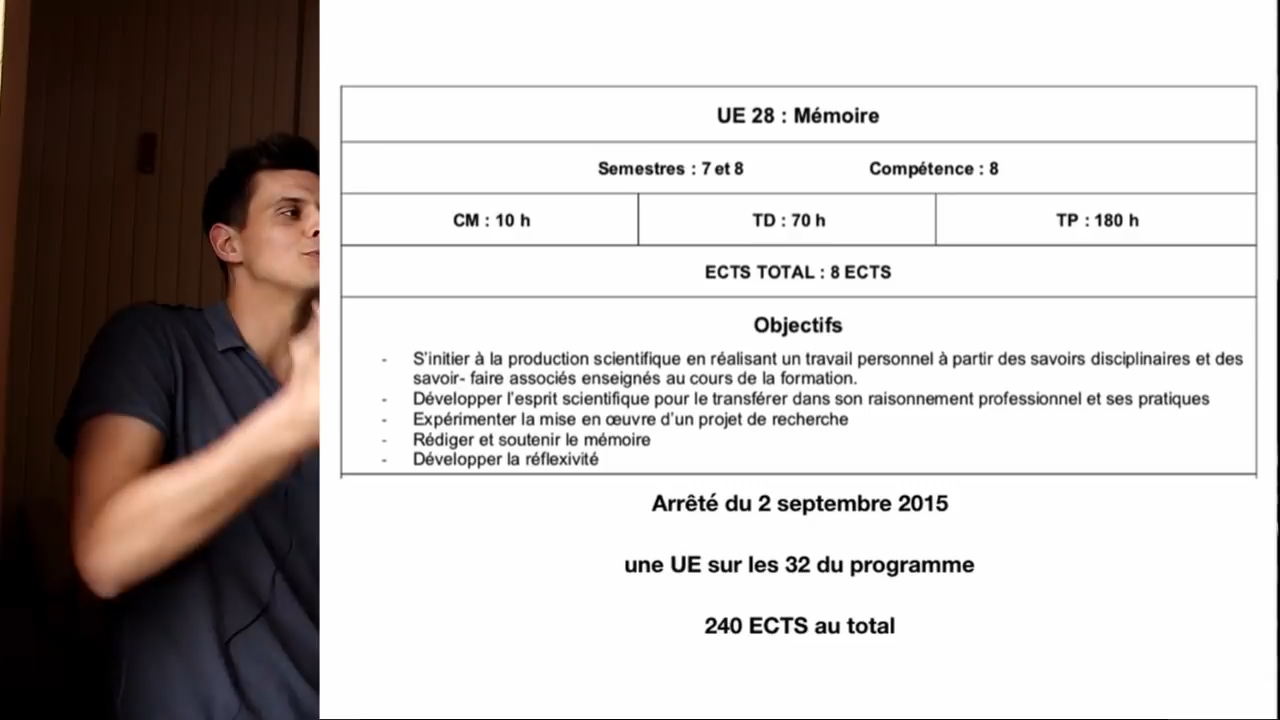 UE 28 : Mémoire
Semestres : 7 et 8 Compétence : 8
CM : 10 h TD : 70 h TP : 180 h
ECTS TOTAL : 8 ECTS
Objectifs
- S'initier à la production scientifique en réalisant un travail personnel à partir des savoirs disciplinaires et des
savoir- faire associés enseignés au cours de la formation.
- Développer l'esprit scientifique pour le transférer dans son raisonnement professionnel et ses pratiques
- Expérimenter la mise en œuvre d'un projet de recherche
- Rédiger et soutenir le mémoire
- Développer la réflexivité
Arrêté du 2 septembre 2015
une UE sur les 32 du programme
240 ECTS au total